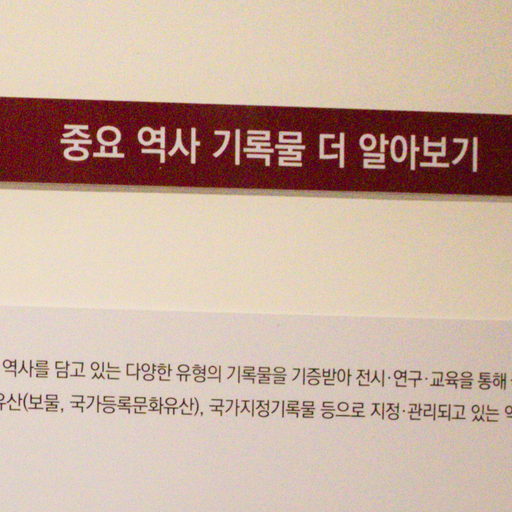 중요 역사 기록물 더 알아보기
역사를 담고 있는 다양한 유형의 기록물을 기증받아 전시·연구·교육을 통해
유산(보물, 국가등록문화유산), 국가지정기록물 등으로 지정·관리되고 있는